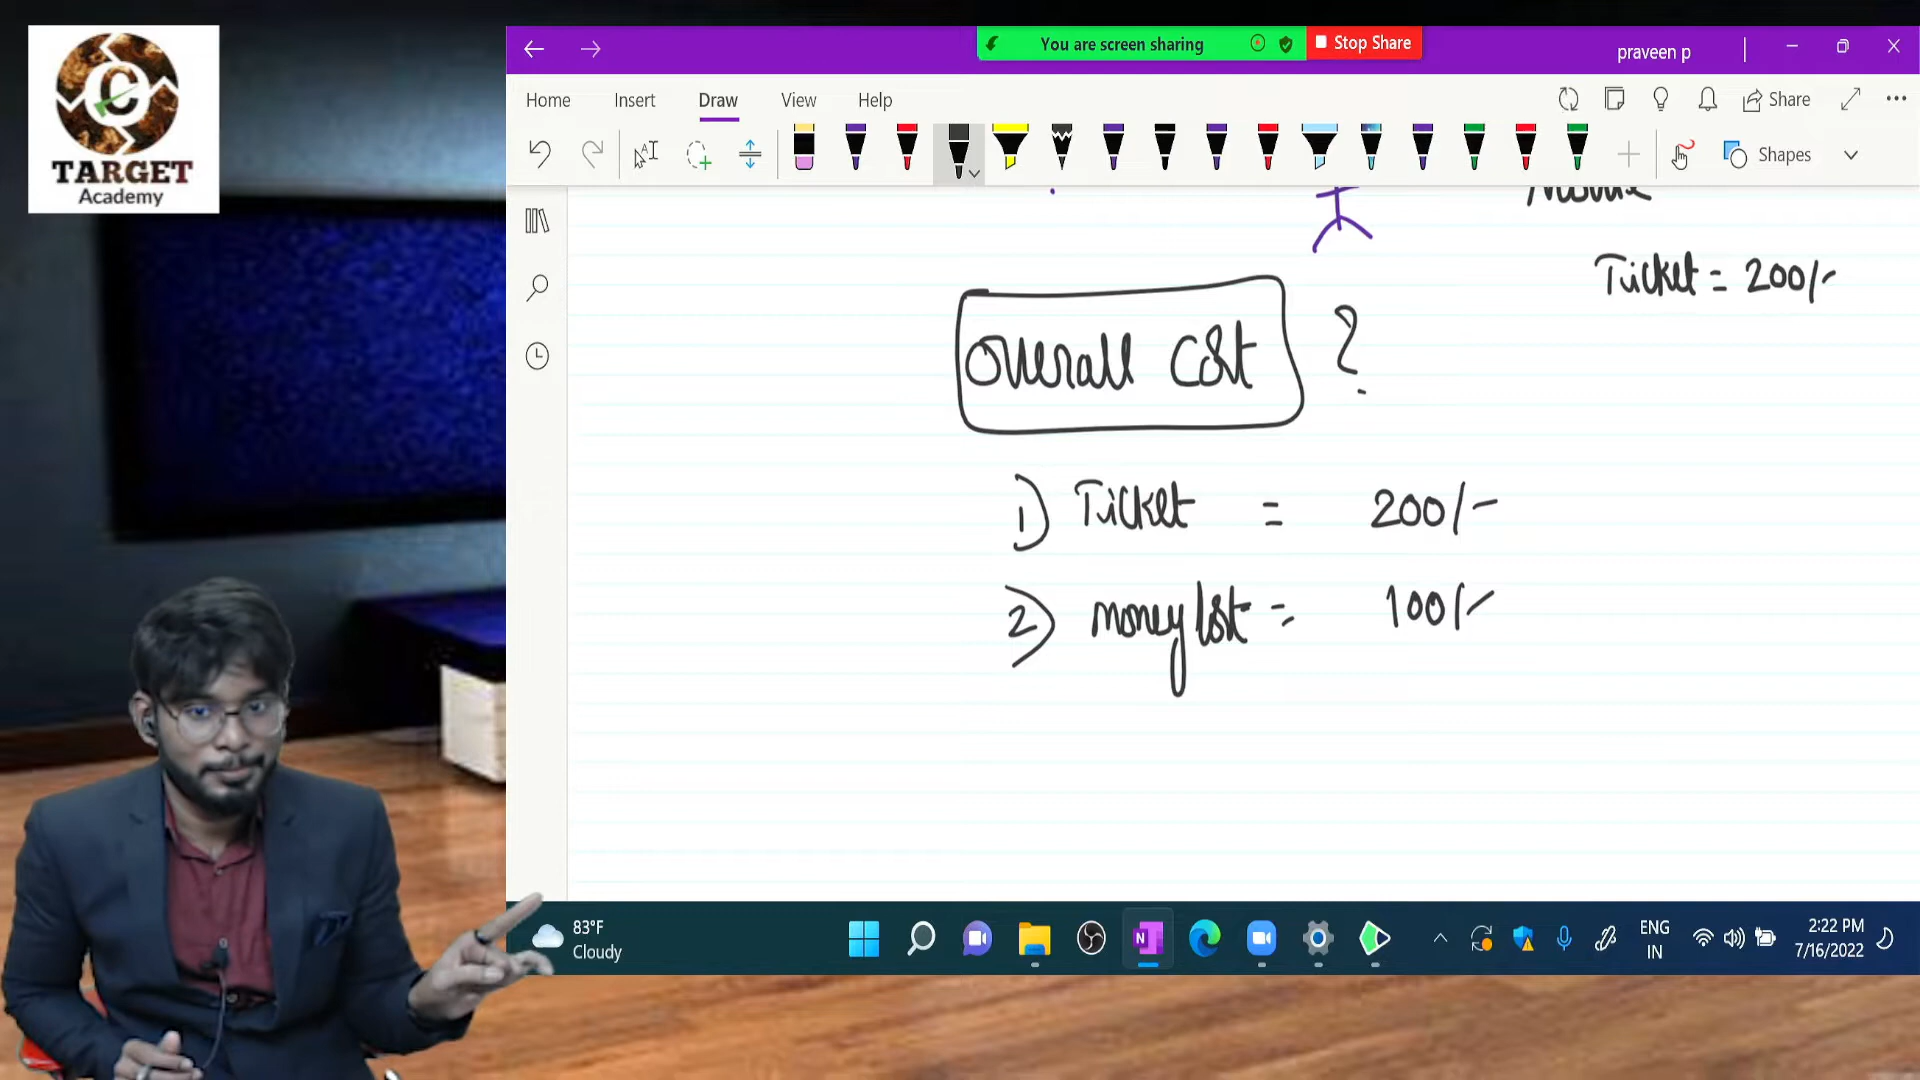 TARGET
Academy
You are screen sharing
Stop Share
praveen p
Home Insert Draw View Help
Share
Shapes
Ticket = 200/-
Overall Cost ?
1) Ticket = 200/-
2) money lost = 100/-
83°F
Cloudy
ENG
IN
2:22 PM
7/16/2022